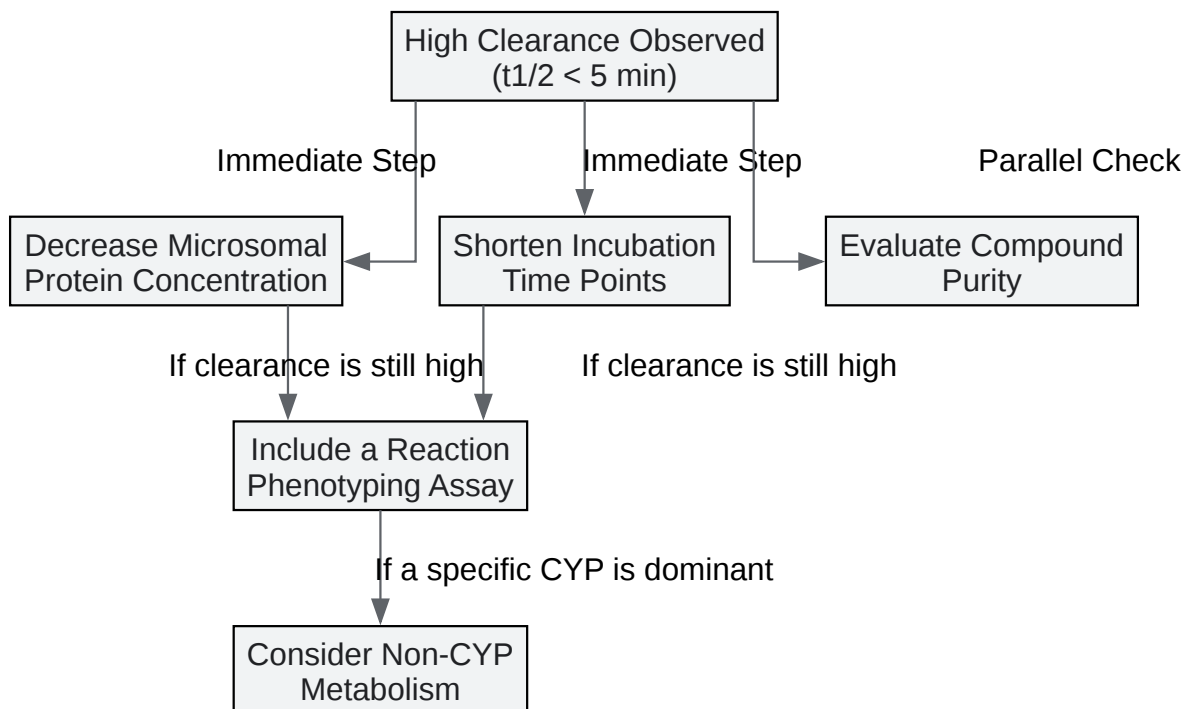 High Clearance Observed
(t1/2 < 5 min)
Immediate Step
Immediate Step
Parallel Check
Decrease Microsomal
Protein Concentration
Shorten Incubation
Time Points
Evaluate Compound
Purity
If clearance is still high
If clearance is still high
Include a Reaction
Phenotyping Assay
If a specific CYP is dominant
Consider Non-CYP
Metabolism